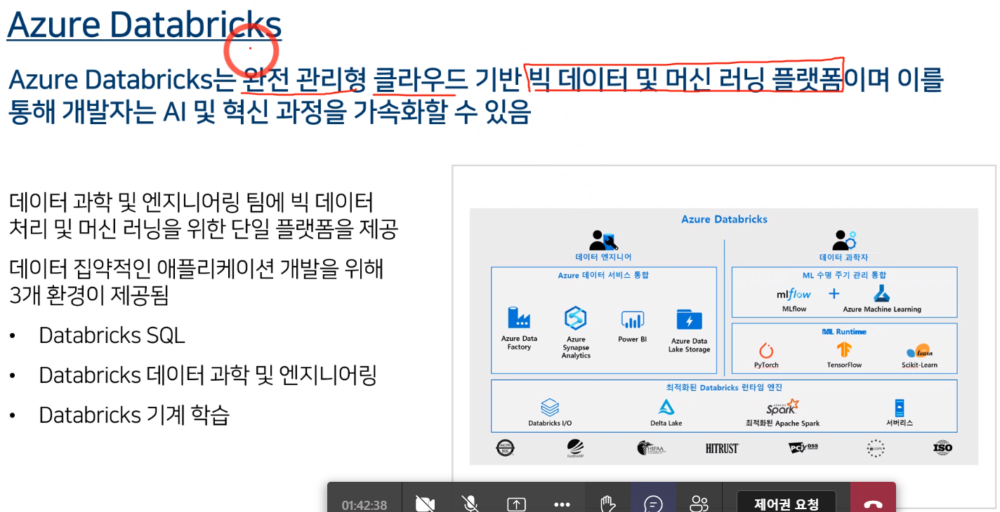 Azure Databricks
Azure Databricks는 완전 관리형 클라우드 기반 빅 데이터 및 머신 러닝 플랫폼이며 이를
통해 개발자는 AI 및 혁신 과정을 가속화할 수 있음
데이터 과학 및 엔지니어링 팀에 빅 데이터
처리 및 머신 러닝을 위한 단일 플랫폼을 제공
데이터 집약적인 애플리케이션 개발을 위해
3개 환경이 제공됨
• Databricks SQL
• Databricks 데이터 과학 및 엔지니어링
• Databricks 기계 학습
Azure Databricks
데이터 엔지니어
데이터 과학자
Azure 데이터 서비스 통합
Azure Data
Factory
Azure
Synapse
Analytics
Power BI
Azure Data
Lake Storage
ML 수명 주기 관리 통합
mlflow
+
MLflow
Azure Machine Learning
ML Runtime
PyTorch
TensorFlow
learn
Scikit-Learn
최적화된 Databricks 런타임 엔진
Databricks I/O
Delta Lake
APACHE
Spark
최적화된 Apache Spark
서버리스
AICPA
SOC
FedRAMP
HIPAA
HITRUST
PCI DSS
GDPR
ISO
01:42:38
제어권 요청